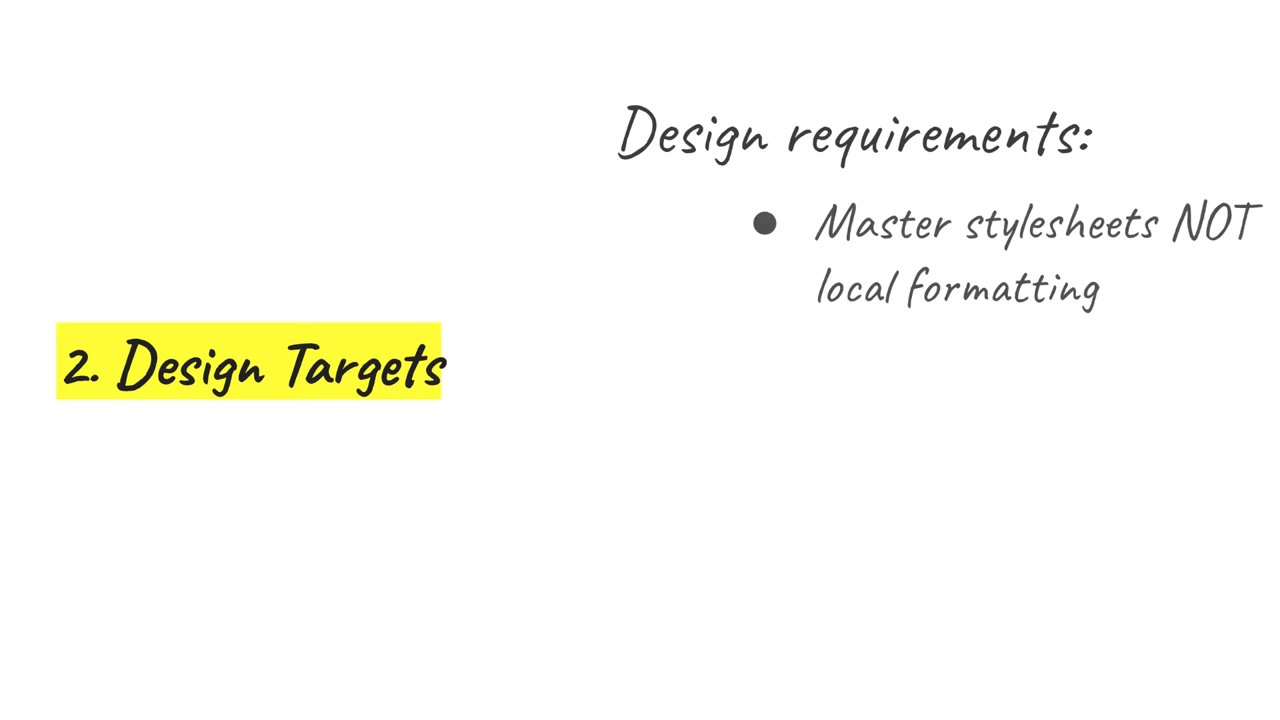 2. Design Targets
Design requirements:
● Master stylesheets NOT
local formatting